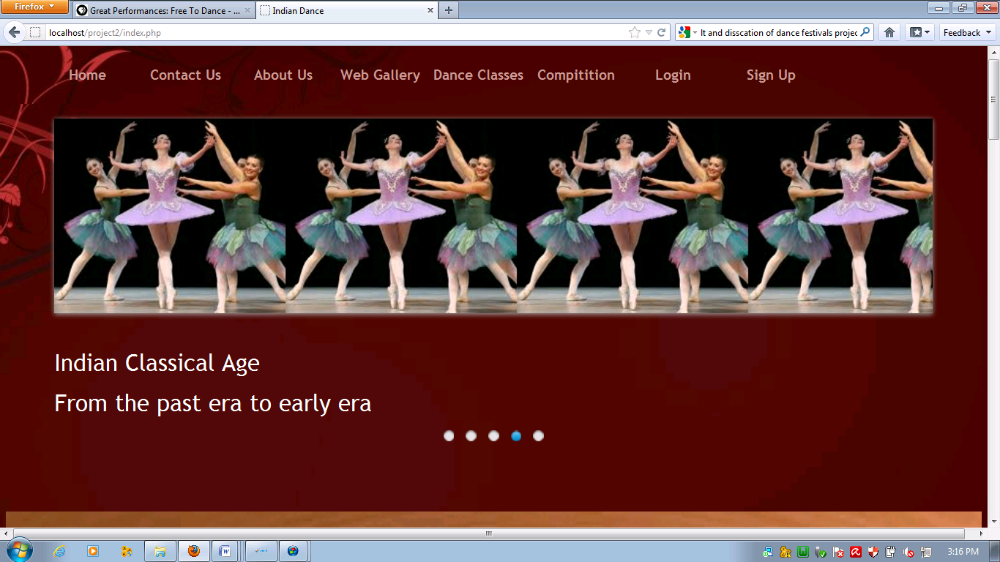 Firefox
Great Performances: Free To Dance - ...
Indian Dance
localhost/project2/index.php
It and disscation of dance festivals projec
Feedback
Home Contact Us About Us Web Gallery Dance Classes Compitition Login Sign Up
Indian Classical Age
From the past era to early era
3:16 PM